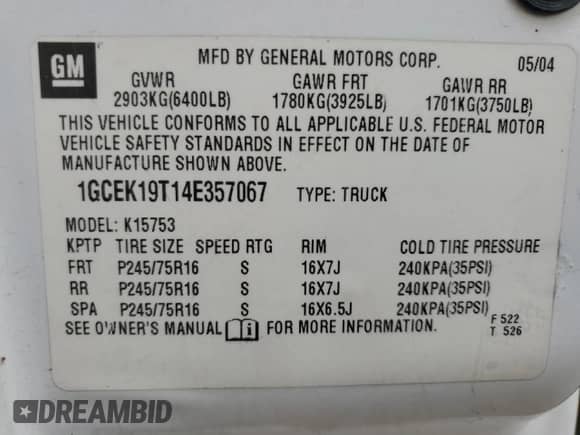 GM
MFD BY GENERAL MOTORS CORP. 05/04
GVWR GAWR FRT GAWR RR
2903KG(6400LB) 1780KG(3925LB) 1701KG(3750LB)
THIS VEHICLE CONFORMS TO ALL APPLICABLE U.S. FEDERAL MOTOR
VEHICLE SAFETY STANDARDS IN EFFECT ON THE DATE OF
MANUFACTURE SHOWN ABOVE.
1GCEK19T14E357067 TYPE: TRUCK
MODEL: K15753
KPTP TIRE SIZE SPEED RTG RIM COLD TIRE PRESSURE
FRT P245/75R16 S 16X7J 240KPA(35PSI)
RR P245/75R16 S 16X7J 240KPA(35PSI)
SPA P245/75R16 S 16X6.5J 240KPA(35PSI)
SEE OWNER'S MANUAL i FOR MORE INFORMATION.
F 522
T 526
DREAMBID